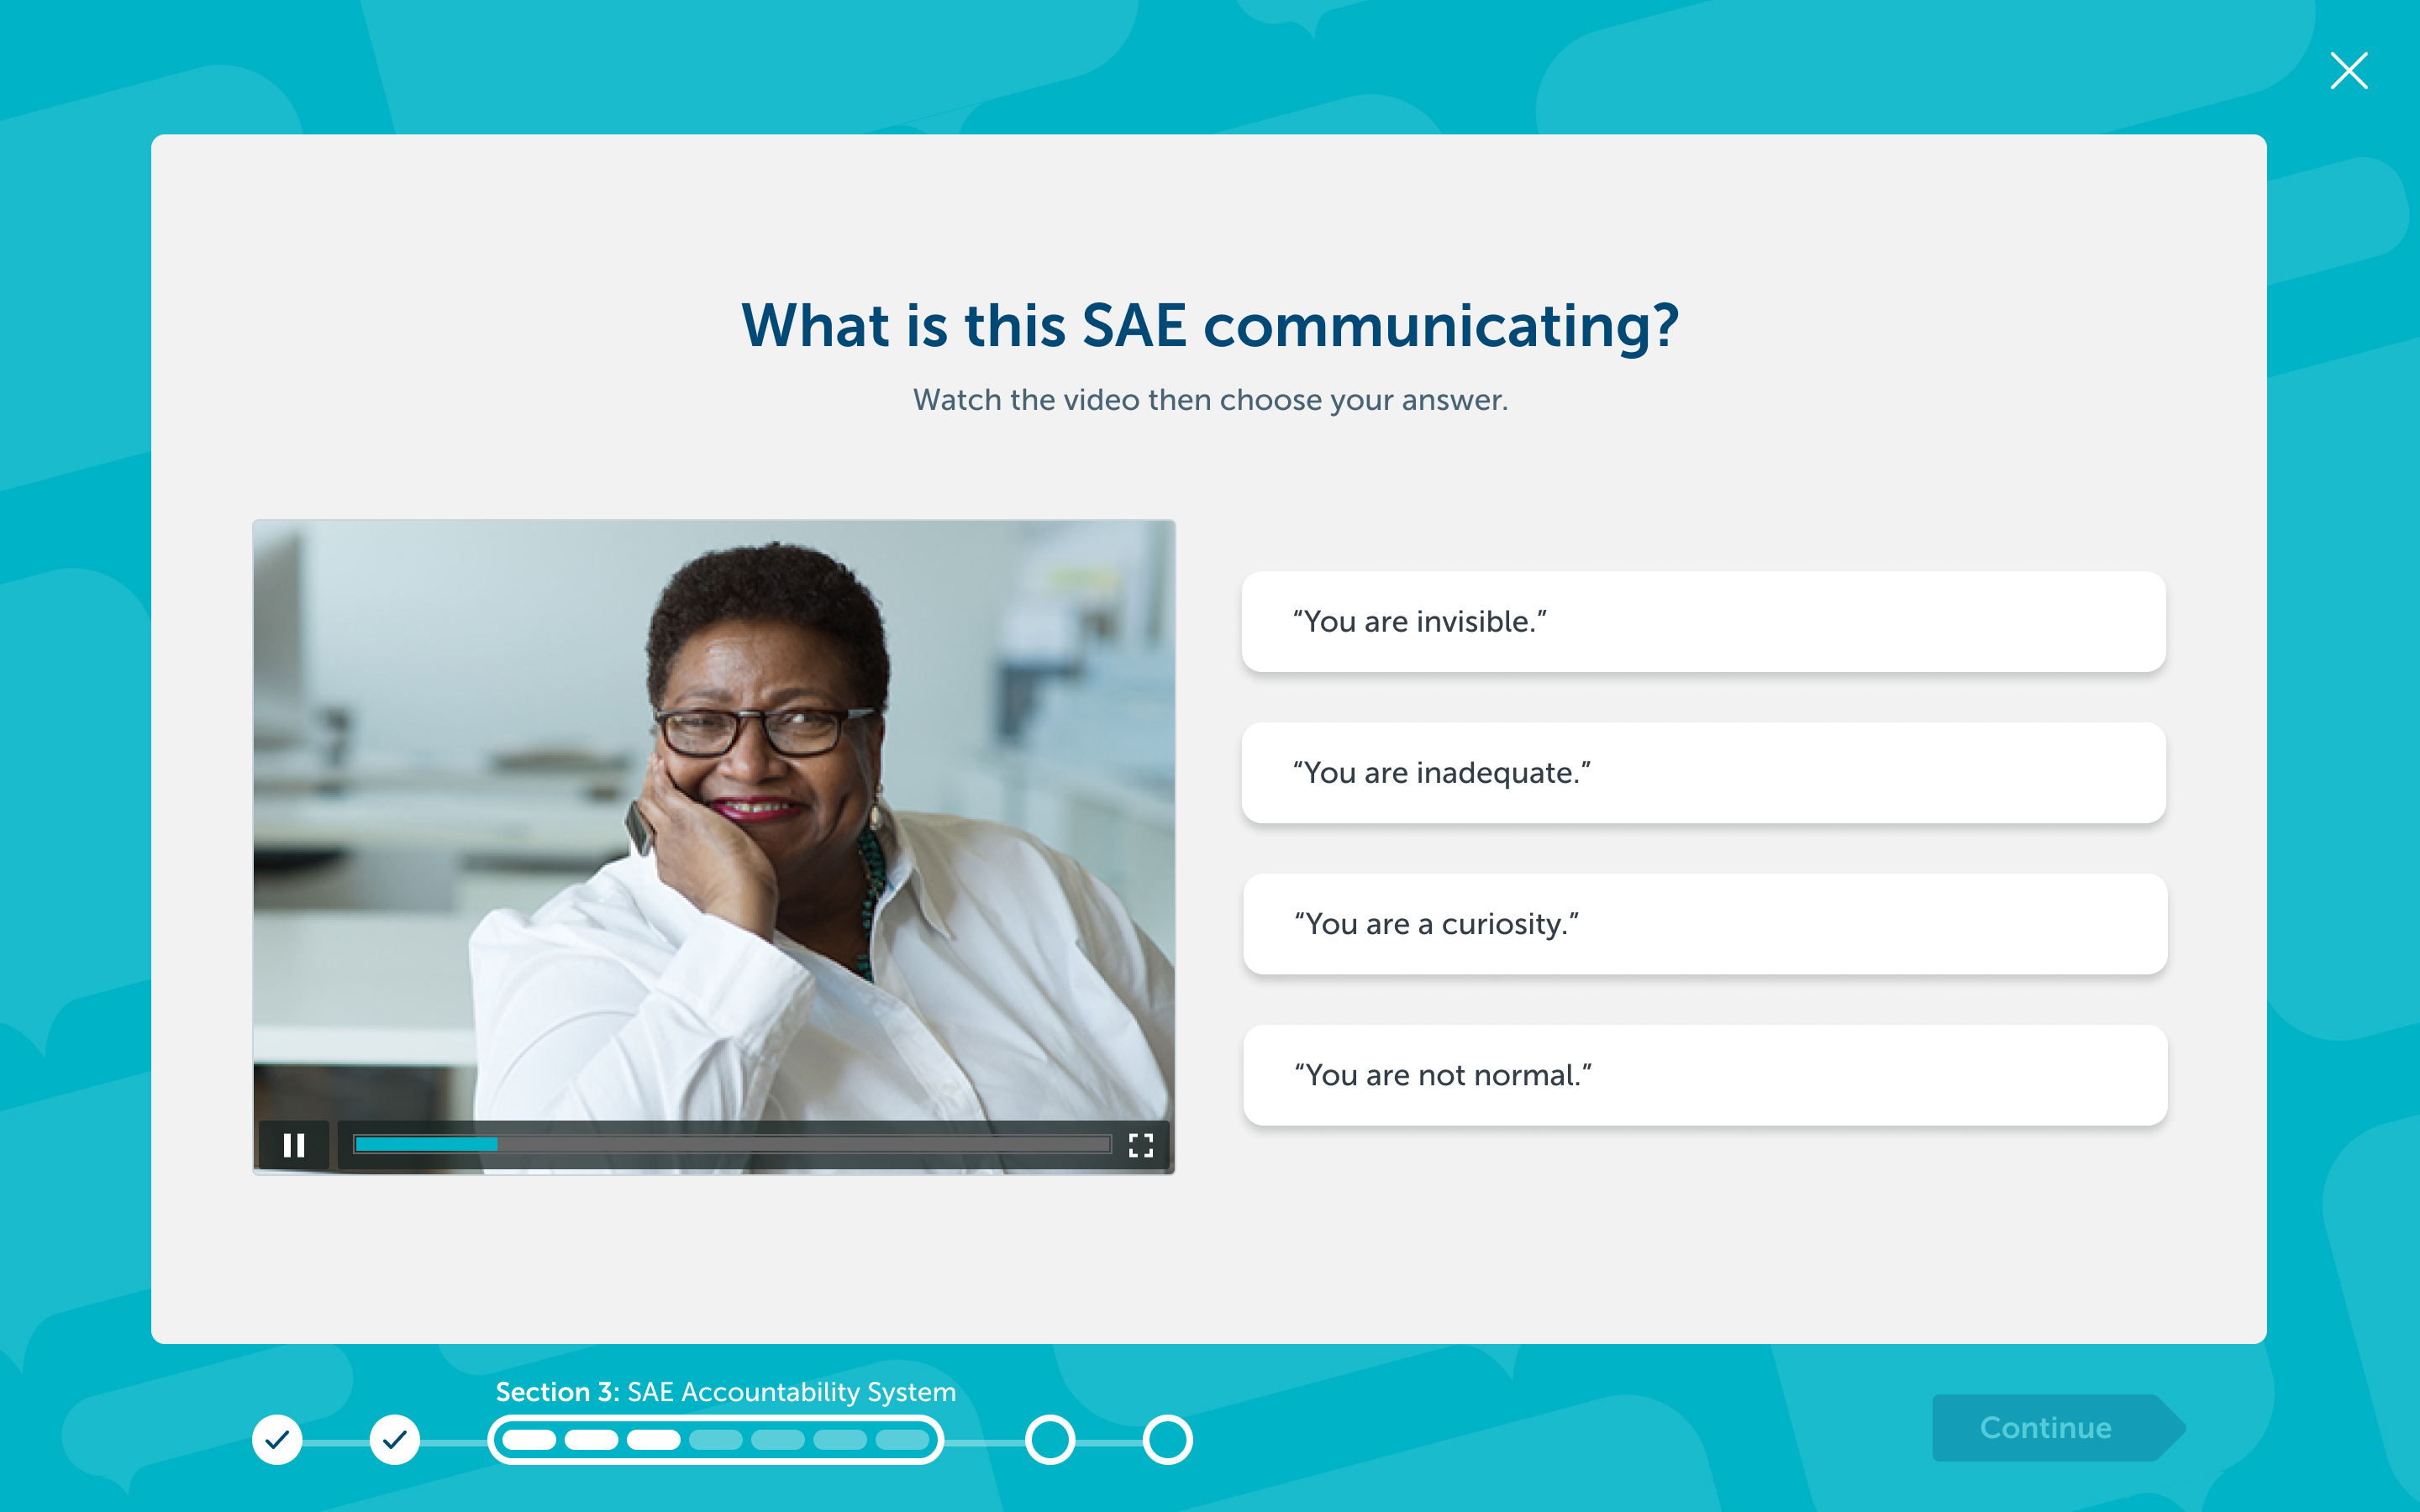 What is this SAE communicating?
Watch the video then choose your answer.
“You are invisible.”
“You are inadequate.”
“You are a curiosity.”
“You are not normal.”
Section 3: SAE Accountability System
Continue